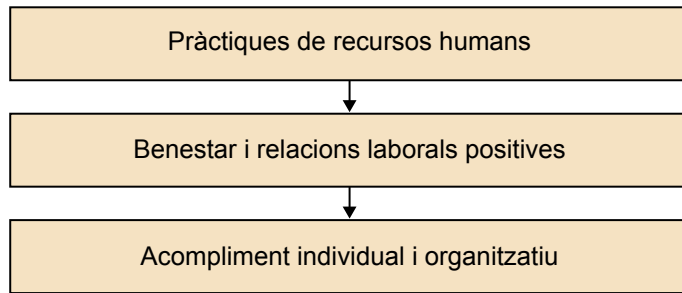 Pràctiques de recursos humans
Benestar i relacions laborals positives
Acompliment individual i organitzatiu